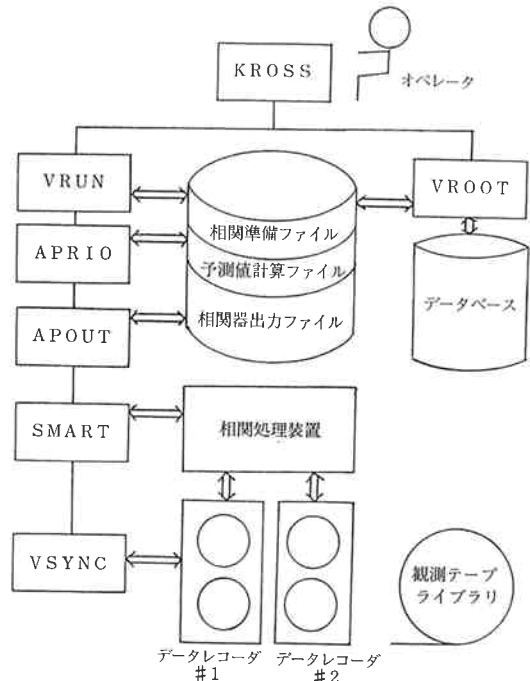 KROSS
オペレータ
VRUN
VROOT
相関準備ファイル
APRIO
予測値計算ファイル
データベース
相関器出力ファイル
APOUT
SMART
相関処理装置
VSYNC
観測テープ
ライブラリ
データレコーダ
#1
データレコーダ
#2